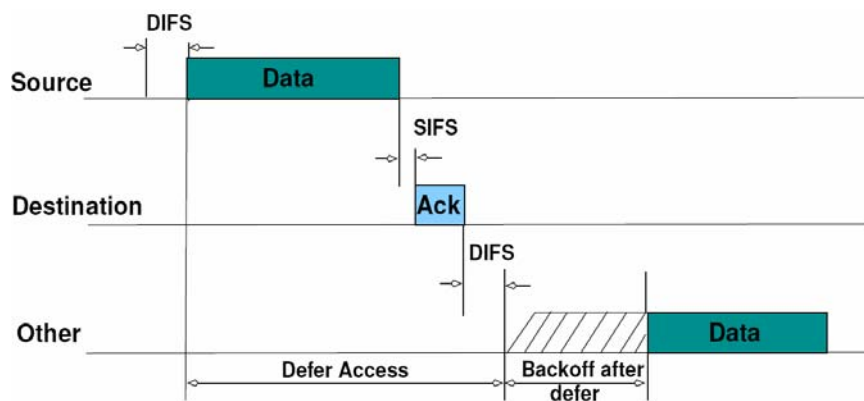 DIFS
Source
Data
SIFS
Destination
Ack
DIFS
Other
Data
Defer Access
Backoff after
defer